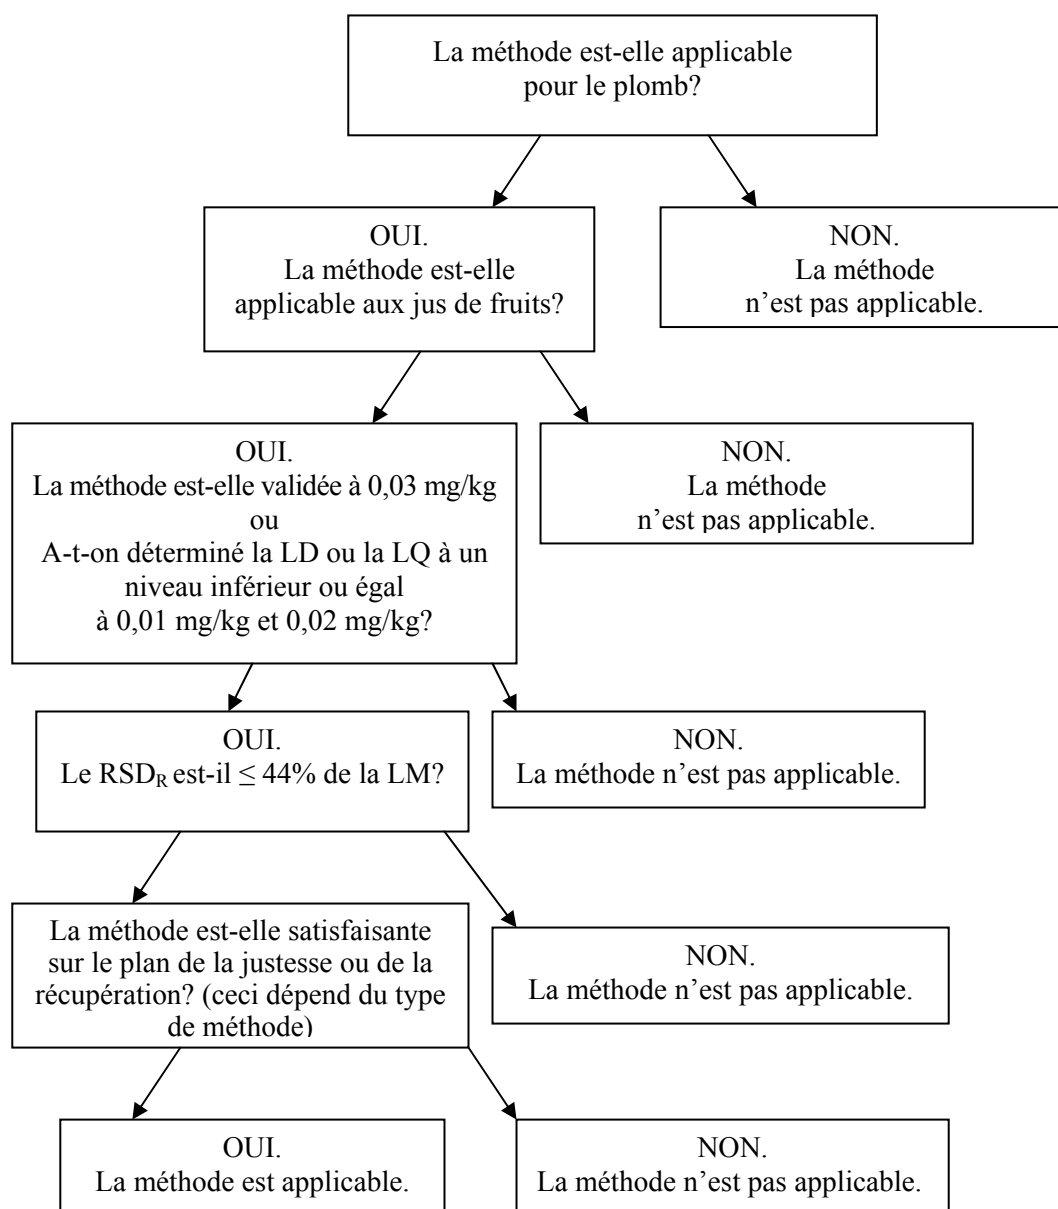 La méthode est-elle applicable
pour le plomb?
OUI.
La méthode est-elle
applicable aux jus de fruits?
NON.
La méthode
n’est pas applicable.
OUI.
La méthode est-elle validée à 0,03 mg/kg
ou
A-t-on déterminé la LD ou la LQ à un
niveau inférieur ou égal
à 0,01 mg/kg et 0,02 mg/kg?
NON.
La méthode
n’est pas applicable.
OUI.
Le RSDR est-il ≤ 44% de la LM?
NON.
La méthode n’est pas applicable.
La méthode est-elle satisfaisante
sur le plan de la justesse ou de la
récupération? (ceci dépend du type
de méthode)
NON.
La méthode n’est pas applicable.
OUI.
La méthode est applicable.
NON.
La méthode n’est pas applicable.